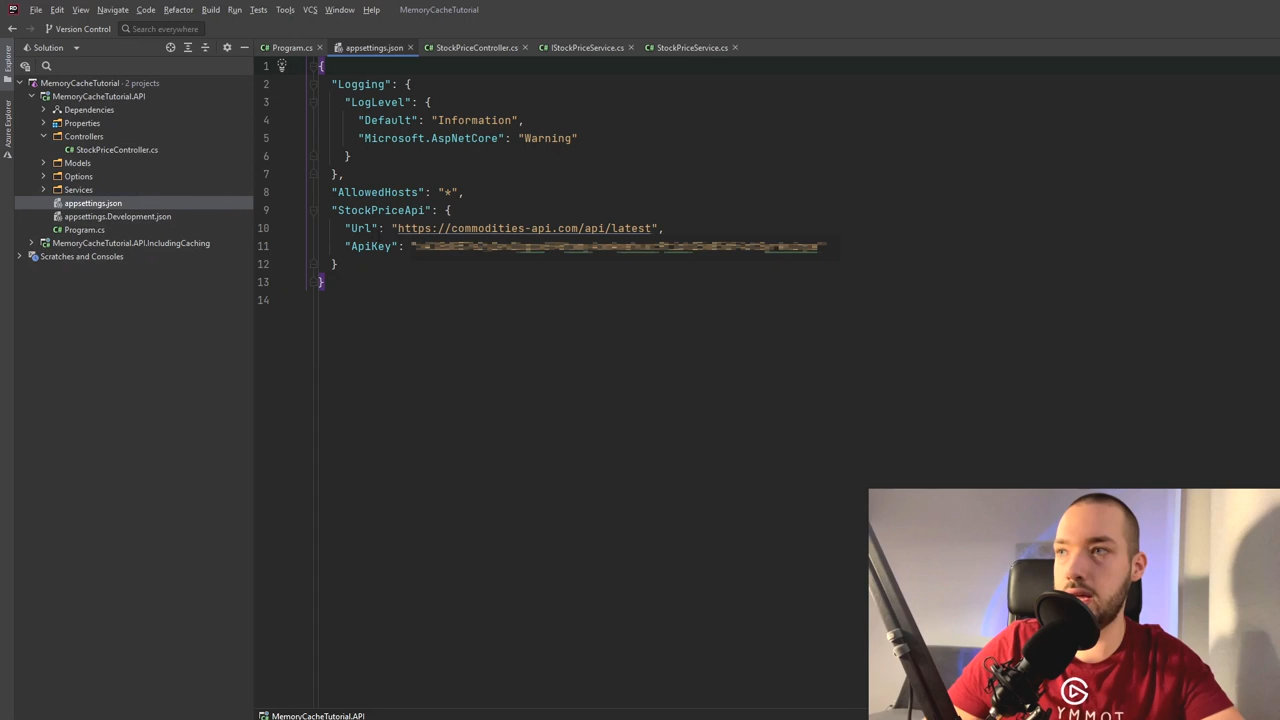 File Edit View Navigate Code Refactor Build Run Tests Tools VCS Window Help MemoryCacheTutorial
Version Control Search everywhere
Explorer
Azure Explorer
Solution
MemoryCacheTutorial · 2 projects
MemoryCacheTutorial.API
Dependencies
Properties
Controllers
C# StockPriceController.cs
Models
Options
Services
appsettings.json
appsettings.Development.json
C# Program.cs
MemoryCacheTutorial.API.IncludingCaching
Scratches and Consoles
C# Program.cs appsettings.json C# StockPriceController.cs C# IStockPriceService.cs C# StockPriceService.cs
1 {
2 "Logging": {
3 "LogLevel": {
4 "Default": "Information",
5 "Microsoft.AspNetCore": "Warning"
6 }
7 },
8 "AllowedHosts": "*",
9 "StockPriceApi": {
10 "Url": "https://commodities-api.com/api/latest",
11 "ApiKey": "
12 }
13 }
14
MemoryCacheTutorial.API
YMMOT